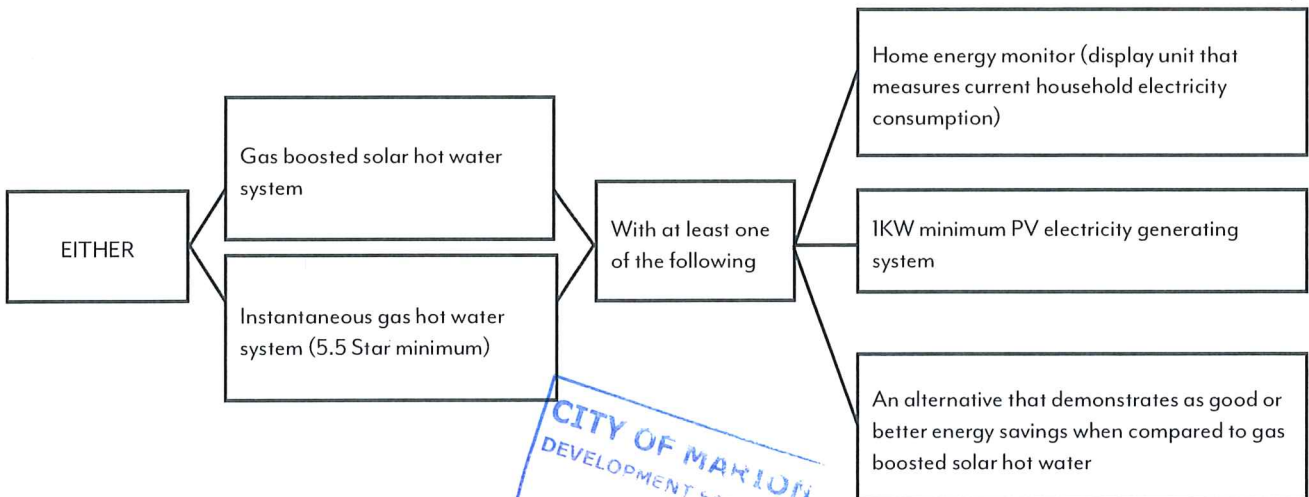 EITHER
Gas boosted solar hot water
system
Instantaneous gas hot water
system (5.5 Star minimum)
With at least one
of the following
Home energy monitor (display unit that
measures current household electricity
consumption)
1KW minimum PV electricity generating
system
An alternative that demonstrates as good or
better energy savings when compared to gas
boosted solar hot water
CITY OF MARION
DEVELOPMENT